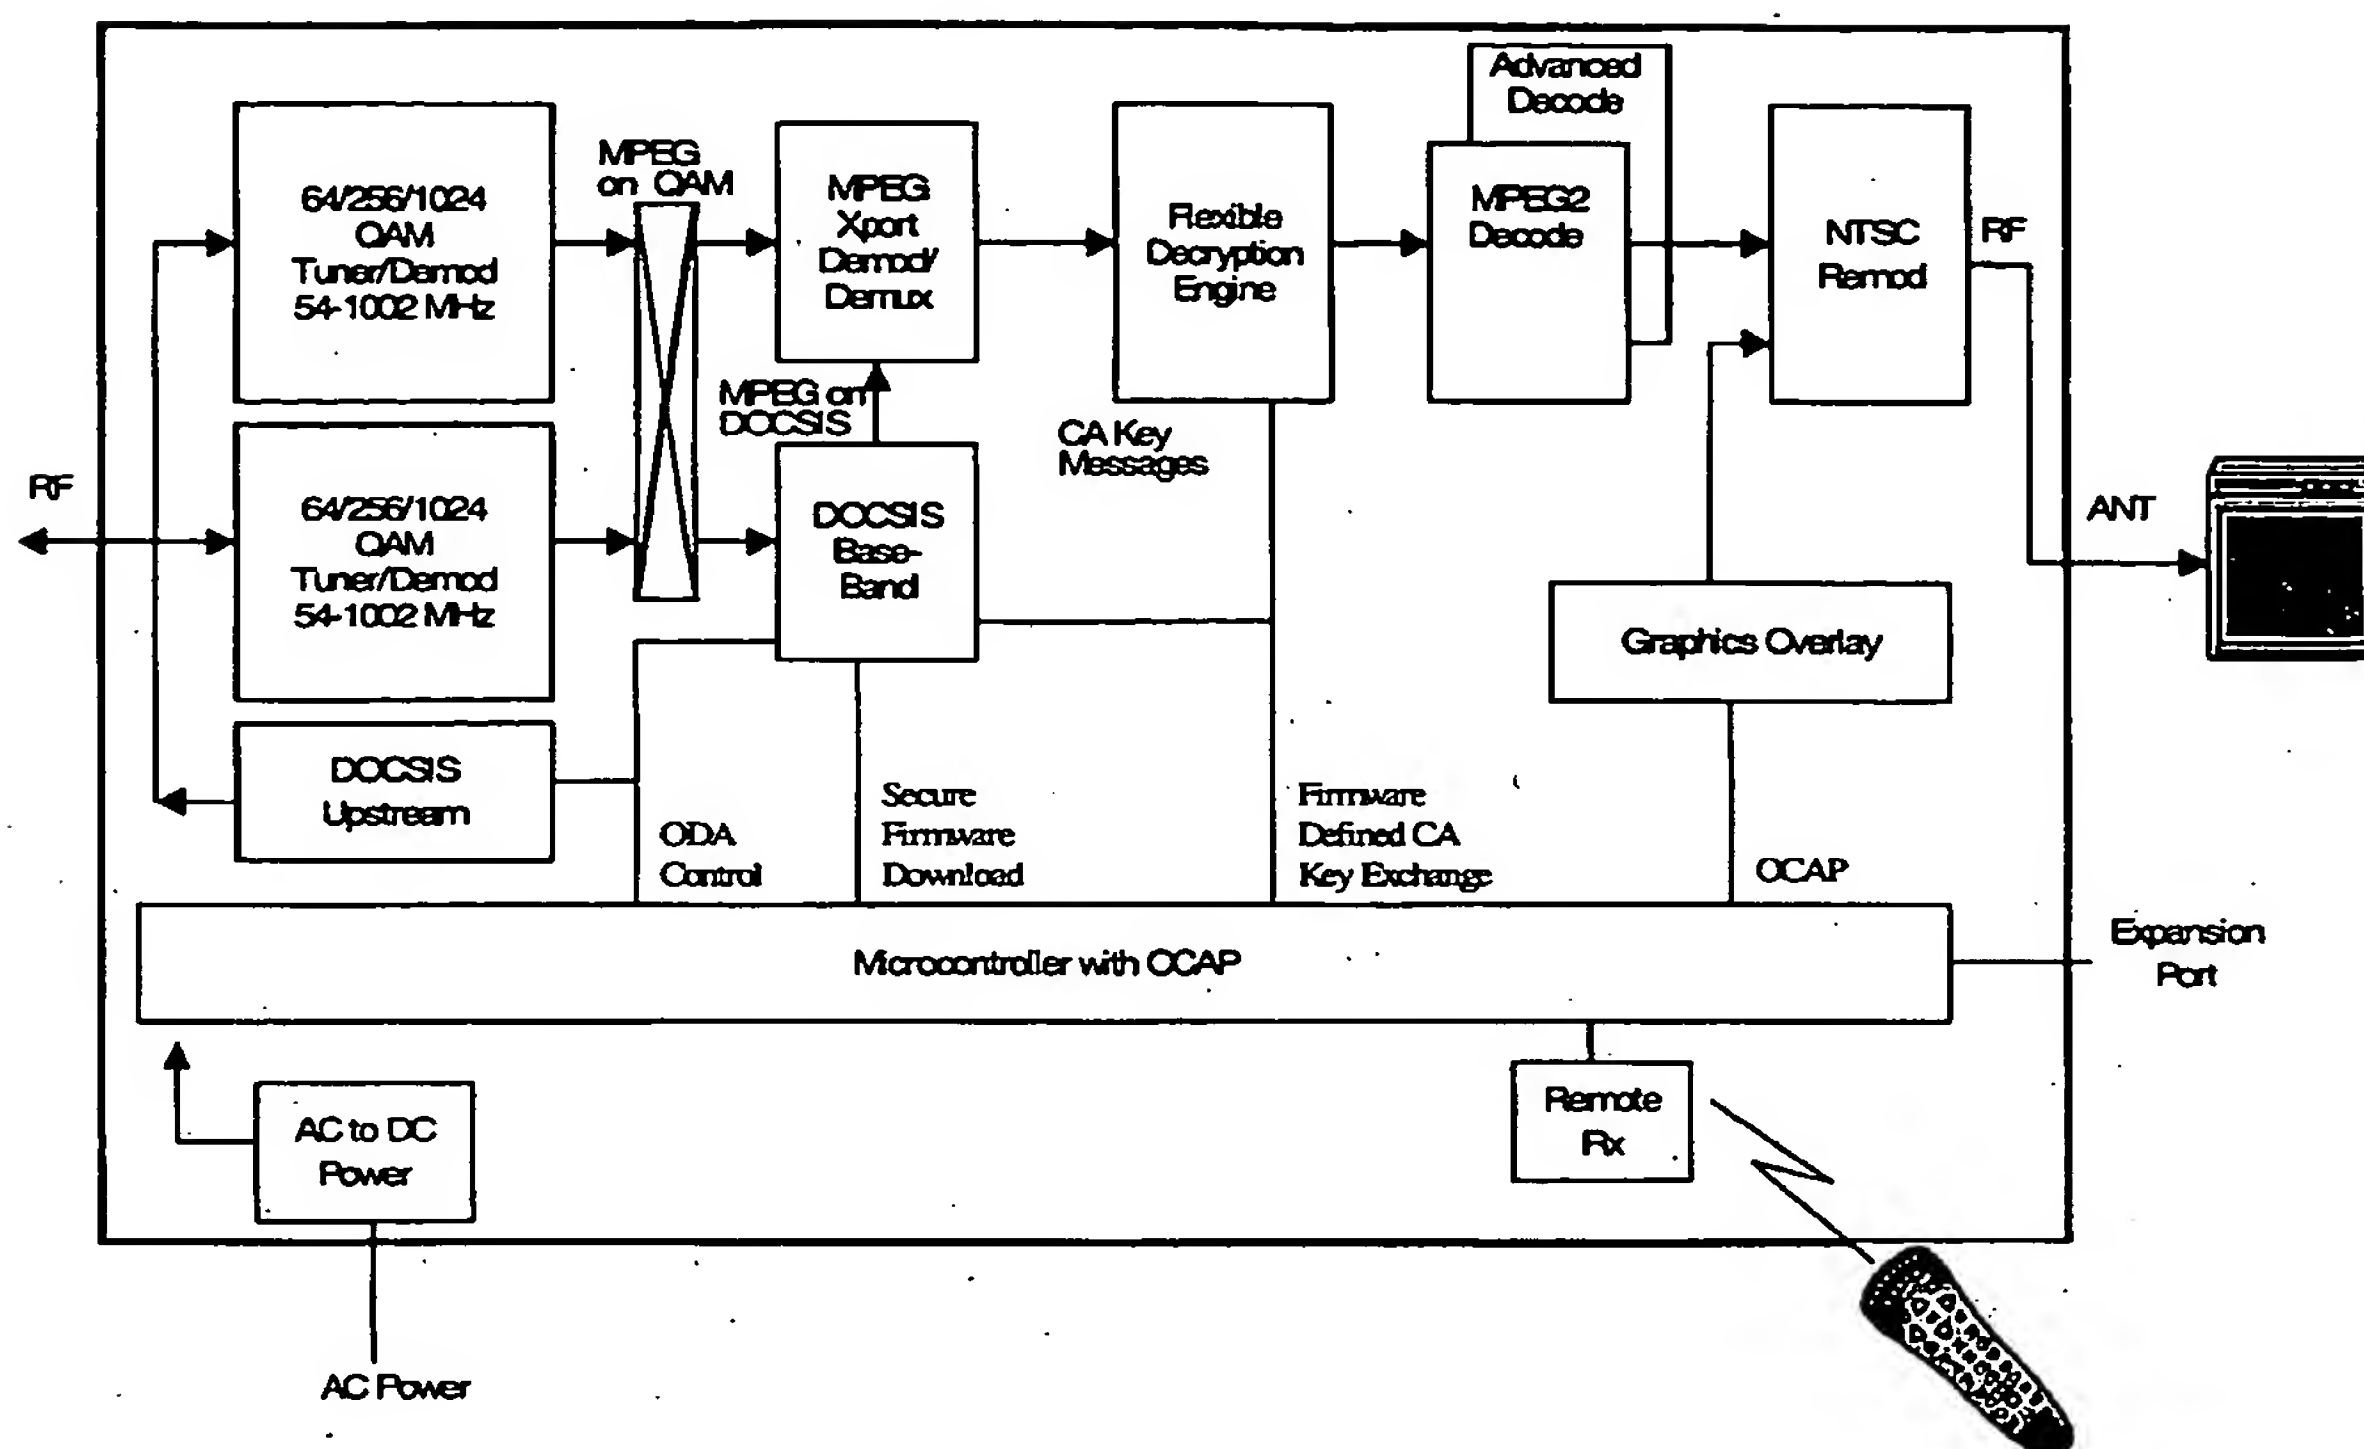 Advanced
Decode
64/256/1024
QAM
Tuner/Demod
54-1002 MHz
MPEG
on QAM
MPEG
Xport
Demod/
Demux
Flexible
Decryption
Engine
MPEG2
Decode
NTSC
Remod
RF
MPEG on
DOCSIS
CA Key
Messages
RF
64/256/1024
QAM
Tuner/Demod
54-1002 MHz
DOCSIS
Base-
Band
ANT
Graphics Overlay
DOCSIS
Upstream
ODA
Control
Secure
Firmware
Download
Firmware
Defined CA
Key Exchange
OCAP
Microcontroller with OCAP
Expansion
Port
AC to DC
Power
Remote
Rx
AC Power